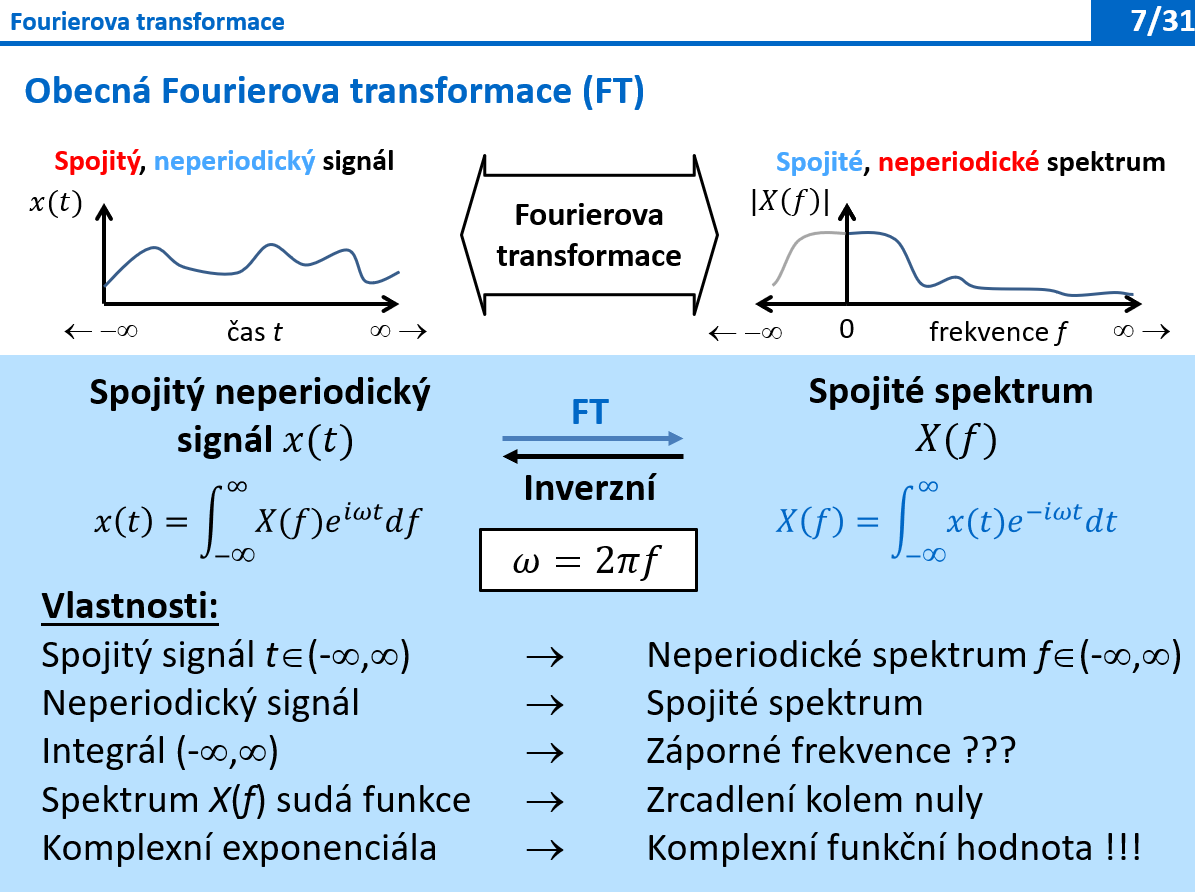 Fourierova transformace
7/31
Obecná Fourierova transformace (FT)
Spojitý, neperiodický signál
x(t)
← −∞ čas t ∞ →
Fourierova
transformace
Spojité, neperiodické spektrum
|X(f)|
← −∞ 0 frekvence f ∞ →
Spojitý neperiodický
signál x(t)
FT
Inverzní
Spojité spektrum
X(f)
x(t) = ∫_{−∞}^{∞} X(f)e^{iωt}df
ω = 2πf
X(f) = ∫_{−∞}^{∞} x(t)e^{−iωt}dt
Vlastnosti:
Spojitý signál t∈(-∞,∞) → Neperiodické spektrum f∈(-∞,∞)
Neperiodický signál → Spojité spektrum
Integrál (-∞,∞) → Záporné frekvence ???
Spektrum X(f) sudá funkce → Zrcadlení kolem nuly
Komplexní exponenciála → Komplexní funkční hodnota !!!